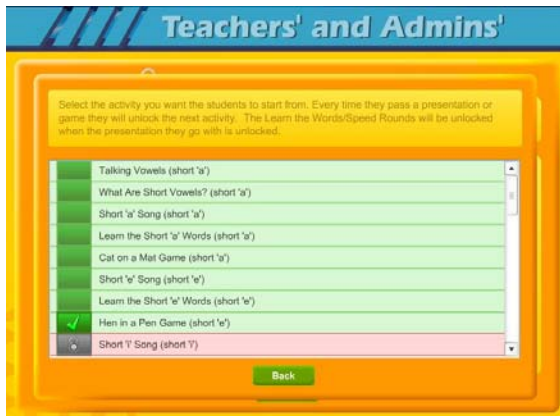 Teachers' and Admins'
Select the activity you want the students to start from. Every time they pass a presentation or
game they will unlock the next activity. The Learn the Words/Speed Rounds will be unlocked
when the presentation they go with is unlocked.
Talking Vowels (short 'a')
What Are Short Vowels? (short 'a')
Short 'a' Song (short 'a')
Learn the Short 'a' Words (short 'a')
Cat on a Mat Game (short 'a')
Short 'e' Song (short 'e')
Learn the Short 'e' Words (short 'e')
Hen in a Pen Game (short 'e')
Short 'i' Song (short 'i')
Back